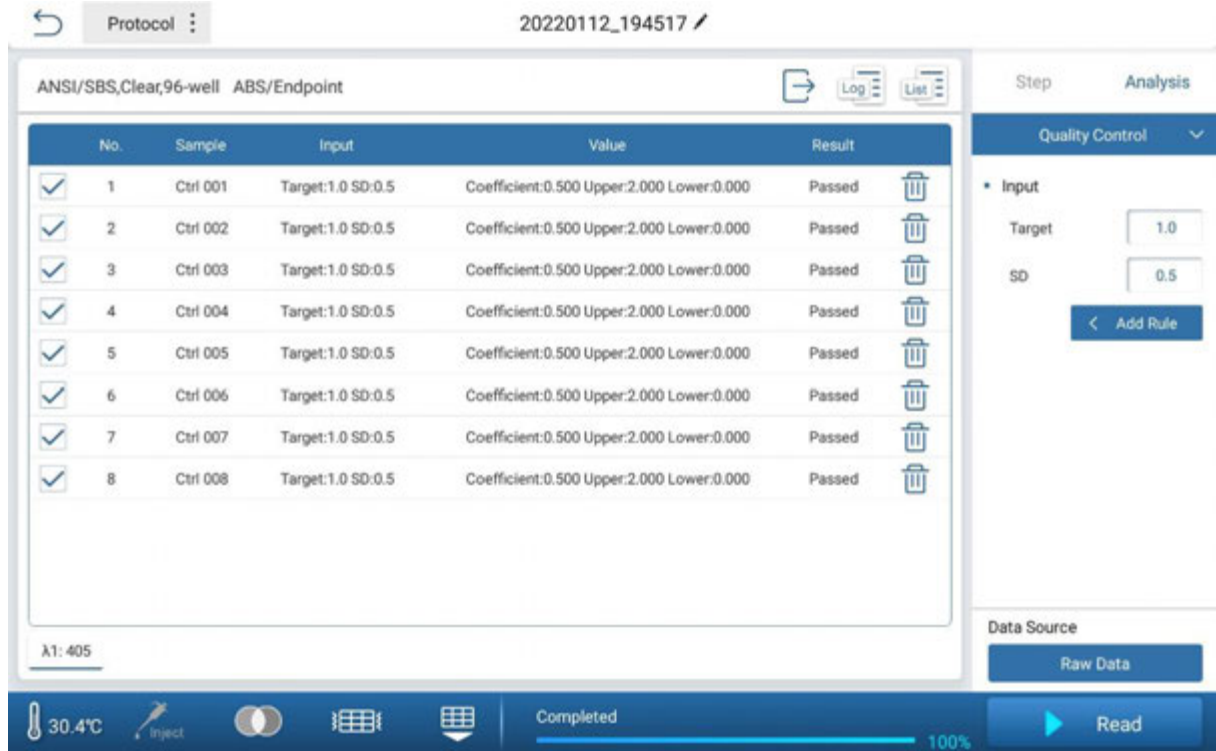 Protocol
20220112_194517
ANSI/SBS,Clear,96-well ABS/Endpoint
Log
List
Step Analysis
No. Sample Input Value Result
1 Ctrl 001 Target:1.0 SD:0.5 Coefficient:0.500 Upper:2.000 Lower:0.000 Passed
2 Ctrl 002 Target:1.0 SD:0.5 Coefficient:0.500 Upper:2.000 Lower:0.000 Passed
3 Ctrl 003 Target:1.0 SD:0.5 Coefficient:0.500 Upper:2.000 Lower:0.000 Passed
4 Ctrl 004 Target:1.0 SD:0.5 Coefficient:0.500 Upper:2.000 Lower:0.000 Passed
5 Ctrl 005 Target:1.0 SD:0.5 Coefficient:0.500 Upper:2.000 Lower:0.000 Passed
6 Ctrl 006 Target:1.0 SD:0.5 Coefficient:0.500 Upper:2.000 Lower:0.000 Passed
7 Ctrl 007 Target:1.0 SD:0.5 Coefficient:0.500 Upper:2.000 Lower:0.000 Passed
8 Ctrl 008 Target:1.0 SD:0.5 Coefficient:0.500 Upper:2.000 Lower:0.000 Passed
λ1: 405
Quality Control
Input
Target 1.0
SD 0.5
Add Rule
Data Source
Raw Data
30.4℃
Inject
Completed
100%
Read